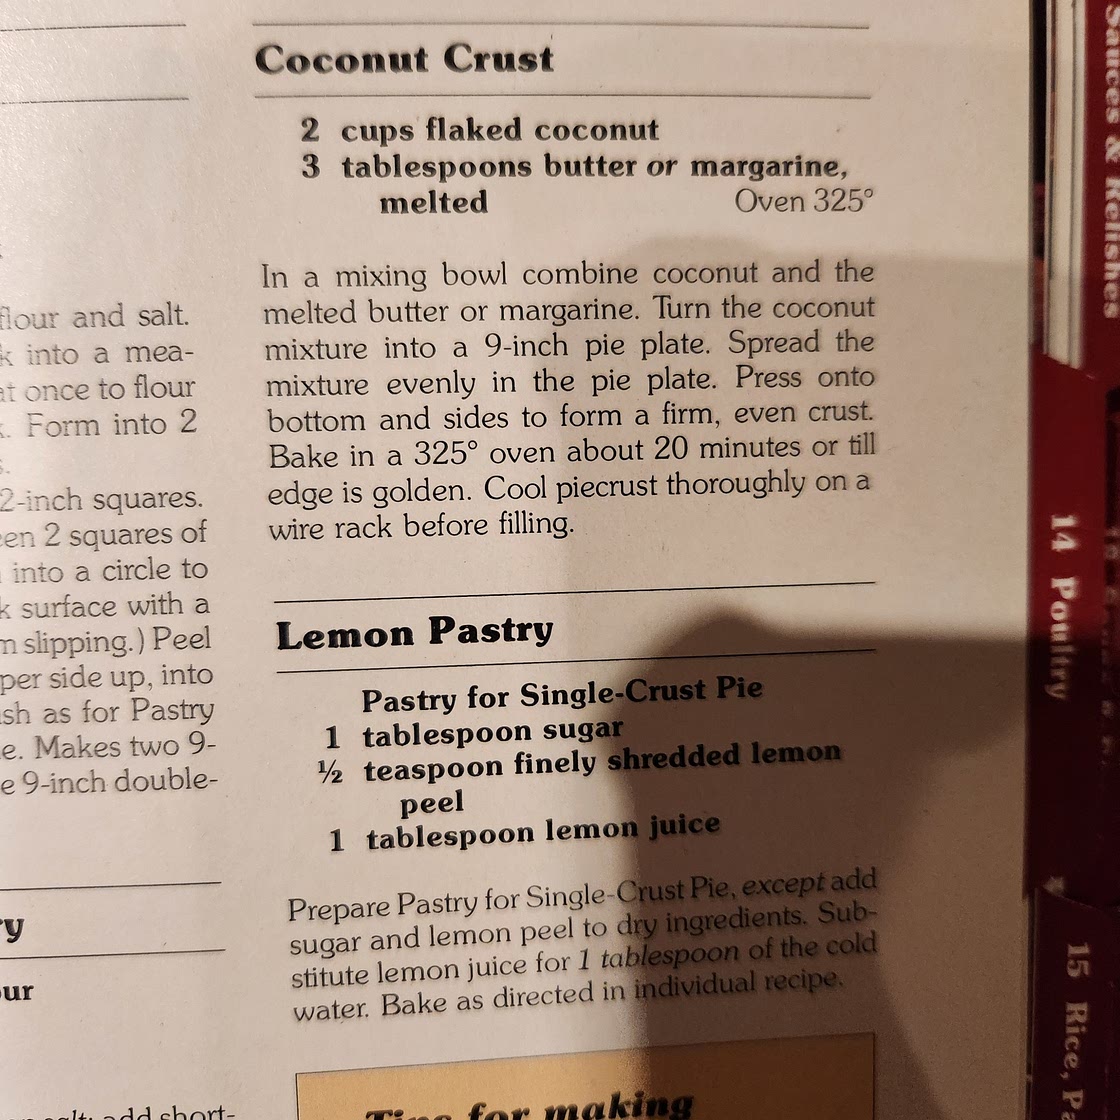 flour and salt.
into a mea-
at once to flour
Form into 2
2-inch squares.
2 squares of
into a circle to
surface with a
slipping.) Peel
per side up, into
as for Pastry
Makes two 9-
9-inch double-
Coconut Crust
2 cups flaked coconut
3 tablespoons butter or margarine,
melted Oven 325°
In a mixing bowl combine coconut and the
melted butter or margarine. Turn the coconut
mixture into a 9-inch pie plate. Spread the
mixture evenly in the pie plate. Press onto
bottom and sides to form a firm, even crust.
Bake in a 325° oven about 20 minutes or till
edge is golden. Cool piecrust thoroughly on a
wire rack before filling.
Lemon Pastry
Pastry for Single-Crust Pie
1 tablespoon sugar
½ teaspoon finely shredded lemon
peel
1 tablespoon lemon juice
Prepare Pastry for Single-Crust Pie, except add
sugar and lemon peel to dry ingredients. Sub-
stitute lemon juice for 1 tablespoon of the cold
water. Bake as directed in individual recipe.
Tips for making
add short-
Sauces & Relishes
14 Poultry
15 Rice,